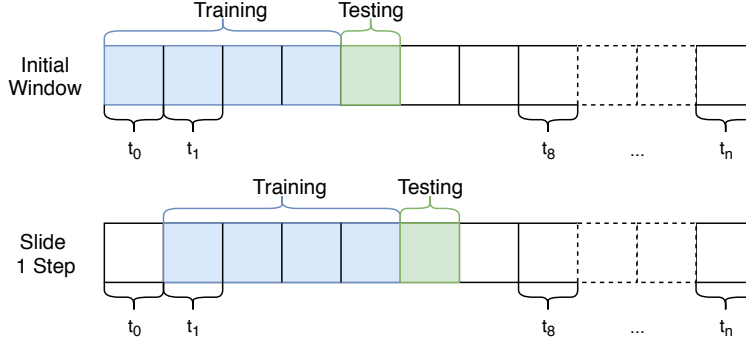 Training Testing
Initial
Window
t0 t1 t8 ... tn
Training Testing
Slide
1 Step
t0 t1 t8 ... tn